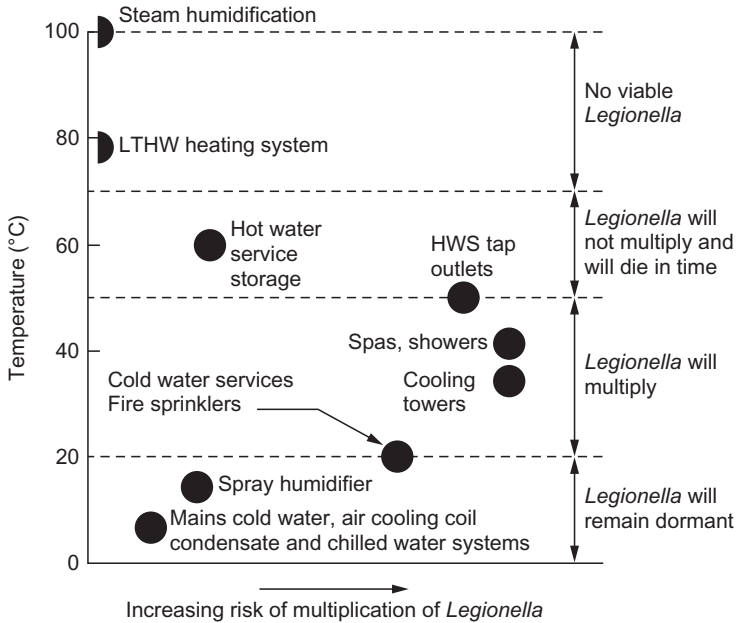 Steam humidification
100
No viable
Legionella
80
LTHW heating system
Legionella will
not multiply and
will die in time
Hot water
service
storage
HWS tap
outlets
60
Temperature (°C)
Spas, showers
40
Legionella will
multiply
Cold water services
Fire sprinklers
Cooling
towers
20
Spray humidifier
Legionella will
remain dormant
Mains cold water, air cooling coil
condensate and chilled water systems
0
Increasing risk of multiplication of Legionella